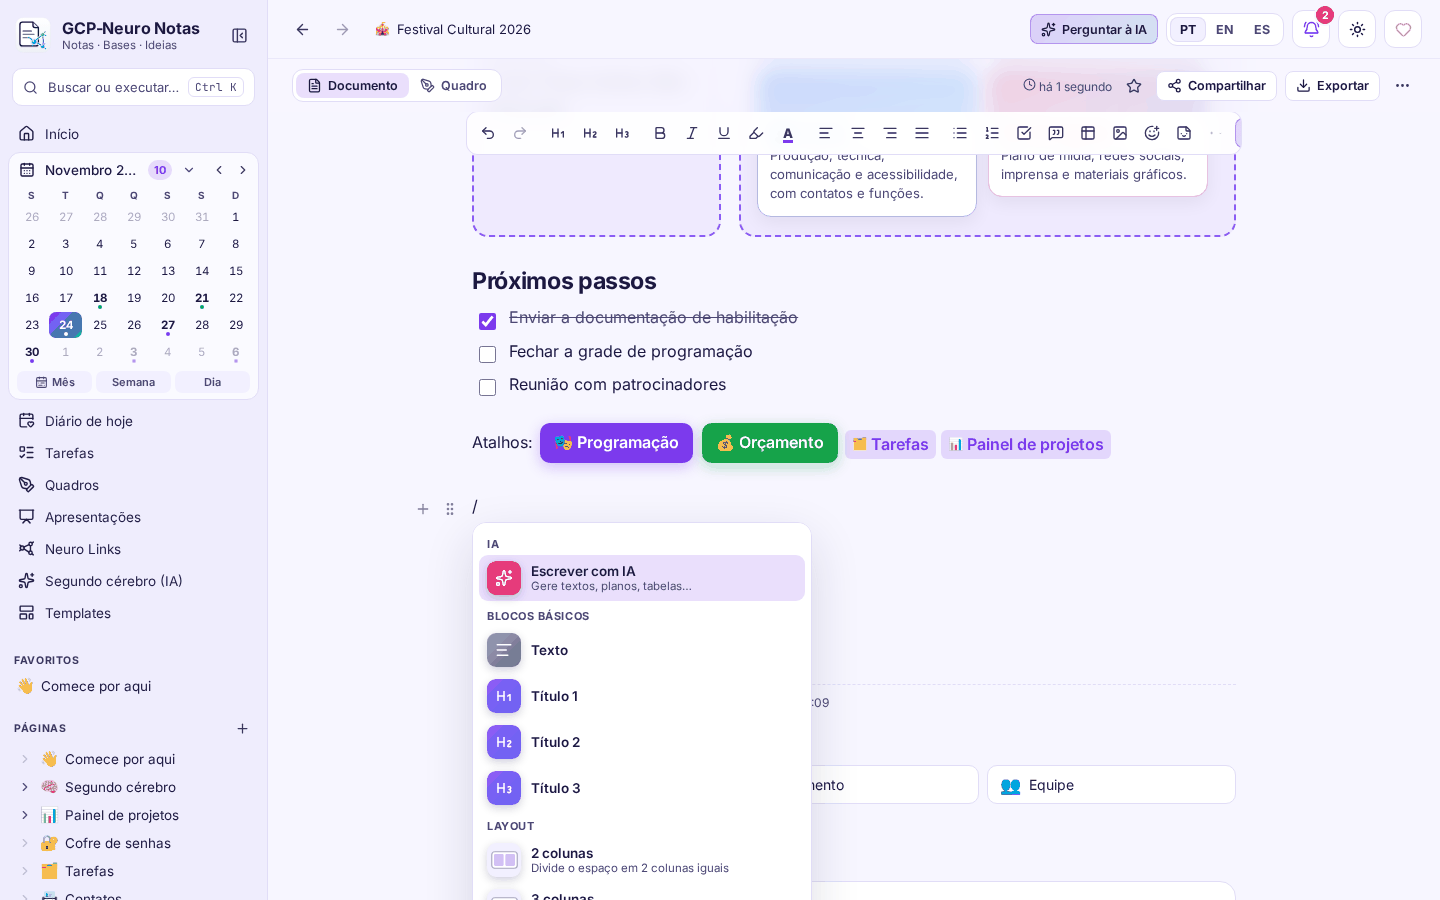 GCP-Neuro Notas
Notas · Bases · Ideias
Buscar ou executar... Ctrl K
Início
Novembro 2... 10
S T Q Q S S D
26 27 28 29 30 31 1
2 3 4 5 6 7 8
9 10 11 12 13 14 15
16 17 18 19 20 21 22
23 24 25 26 27 28 29
30 1 2 3 4 5 6
Mês Semana Dia
Diário de hoje
Tarefas
Quadros
Apresentações
Neuro Links
Segundo cérebro (IA)
Templates
FAVORITOS
Comece por aqui
PÁGINAS
Comece por aqui
Segundo cérebro
Painel de projetos
Cofre de senhas
Tarefas
Contatos
Festival Cultural 2026
Perguntar à IA PT EN ES 2
Documento Quadro
há 1 segundo Compartilhar Exportar
H1 H2 H3 B I U A
Produção, técnica,
comunicação e acessibilidade,
com contatos e funções.
Plano de mídia, redes sociais,
imprensa e materiais gráficos.
Próximos passos
Enviar a documentação de habilitação
Fechar a grade de programação
Reunião com patrocinadores
Atalhos: Programação Orçamento Tarefas Painel de projetos
/
IA
Escrever com IA
Gere textos, planos, tabelas...
BLOCOS BÁSICOS
Texto
H1 Título 1
H2 Título 2
H3 Título 3
LAYOUT
2 colunas
Divide o espaço em 2 colunas iguais
3 colunas
:09
Equipe